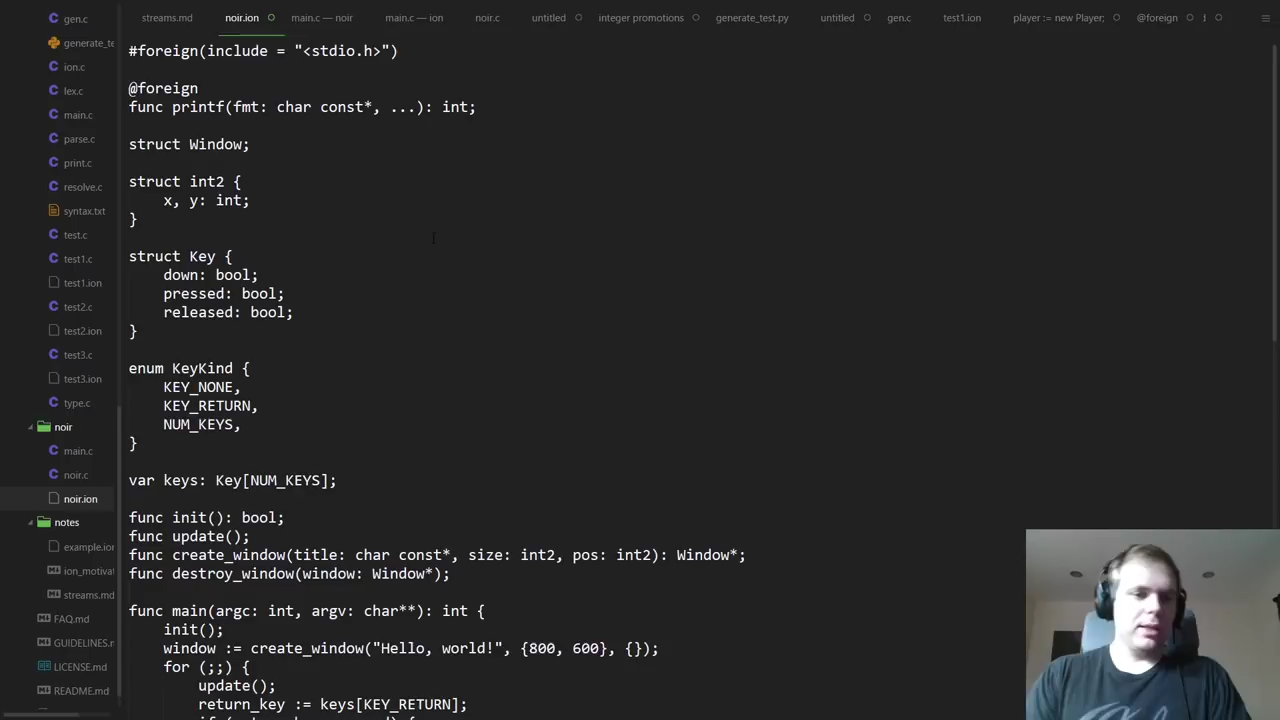 streams.md noir.ion main.c — noir main.c — ion noir.c untitled integer promotions generate_test.py untitled gen.c test1.ion player := new Player; @foreign
generate_te
ion.c
lex.c
main.c
parse.c
print.c
resolve.c
syntax.txt
test.c
test1.c
test1.ion
test2.c
test2.ion
test3.c
test3.ion
type.c
noir
main.c
noir.c
noir.ion
notes
example.ion
ion_motivat
streams.md
FAQ.md
GUIDELINES.m
LICENSE.md
README.md
#foreign(include = "<stdio.h>")
@foreign
func printf(fmt: char const*, ...): int;
struct Window;
struct int2 {
x, y: int;
}
struct Key {
down: bool;
pressed: bool;
released: bool;
}
enum KeyKind {
KEY_NONE,
KEY_RETURN,
NUM_KEYS,
}
var keys: Key[NUM_KEYS];
func init(): bool;
func update();
func create_window(title: char const*, size: int2, pos: int2): Window*;
func destroy_window(window: Window*);
func main(argc: int, argv: char**): int {
init();
window := create_window("Hello, world!", {800, 600}, {});
for (;;) {
update();
return_key := keys[KEY_RETURN];